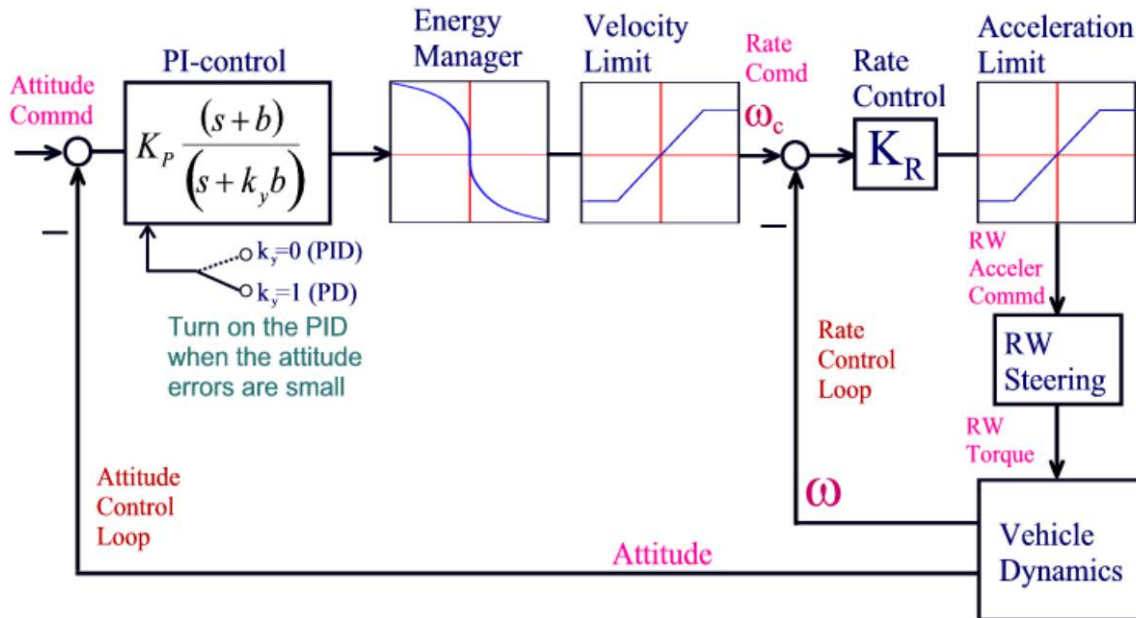 Attitude
Commd
PI-control
K_P (s+b)
(s+k_y b)
−
k_y=0 (PID)
k_y=1 (PD)
Turn on the PID
when the attitude
errors are small
Energy
Manager
Velocity
Limit
Rate
Comd
ω_c
−
Rate
Control
K_R
Acceleration
Limit
RW
Acceler
Commd
RW
Steering
RW
Torque
Rate
Control
Loop
ω
Attitude
Control
Loop
Attitude
Vehicle
Dynamics